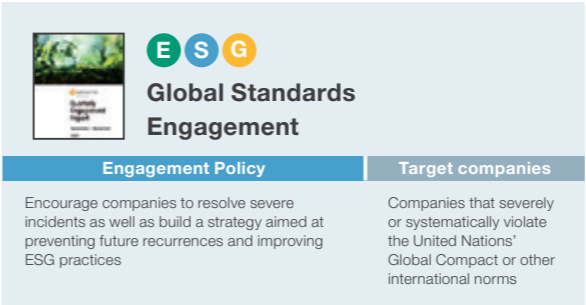 E S G
Global Standards
Engagement
Engagement Policy
Target companies
Encourage companies to resolve severe
incidents as well as build a strategy aimed at
preventing future recurrences and improving
ESG practices
Companies that severely
or systematically violate
the United Nations'
Global Compact or other
international norms